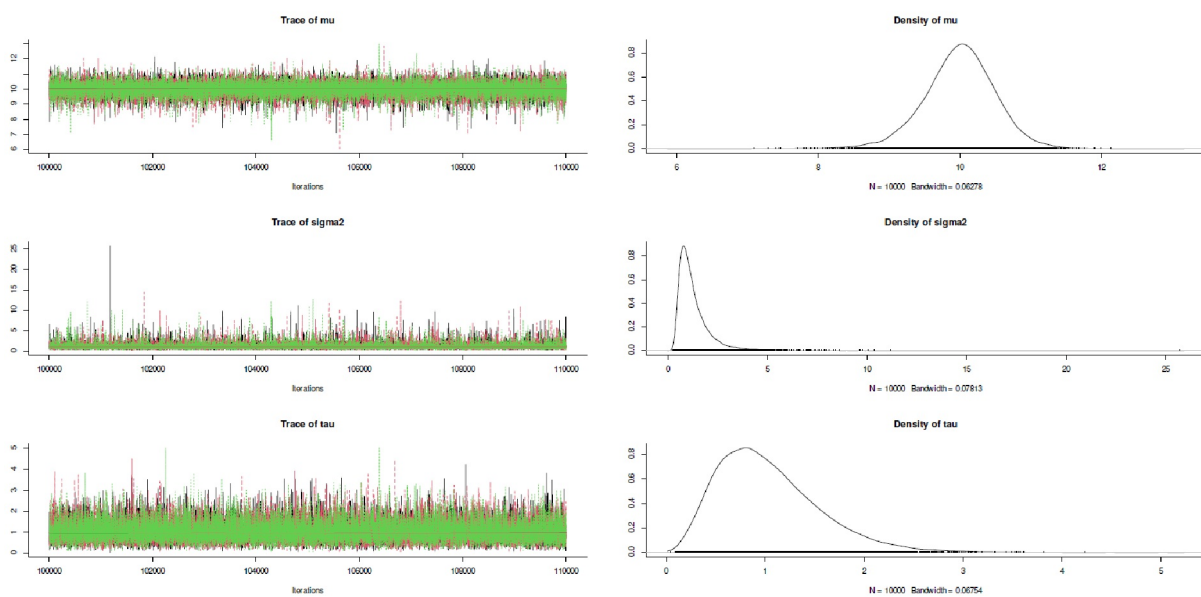 Trace of mu
6 7 8 9 10 12
100000 102000 104000 106000 108000 110000
Iterations
Density of mu
0.0 0.2 0.4 0.6 0.8
6 8 10 12
N = 10000 Bandwidth = 0.06278
Trace of sigma2
0 5 10 15 20 25
100000 102000 104000 106000 108000 110000
Iterations
Density of sigma2
0.0 0.2 0.4 0.6 0.8
0 5 10 15 20 25
N = 10000 Bandwidth = 0.07813
Trace of tau
0 1 2 3 4 5
100000 102000 104000 106000 108000 110000
Iterations
Density of tau
0.0 0.2 0.4 0.6 0.8
0 1 2 3 4 5
N = 10000 Bandwidth = 0.06754